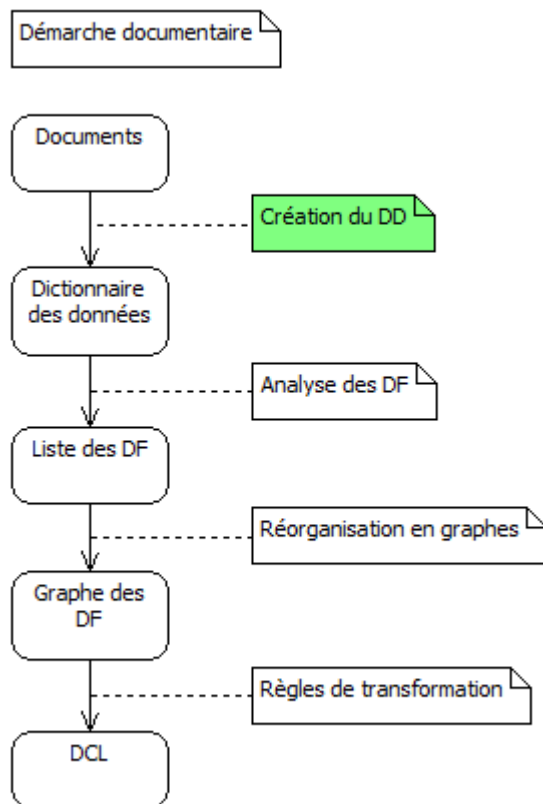 Démarche documentaire
Documents
Création du DD
Dictionnaire
des données
Analyse des DF
Liste des DF
Réorganisation en graphes
Graphe des
DF
Règles de transformation
DCL